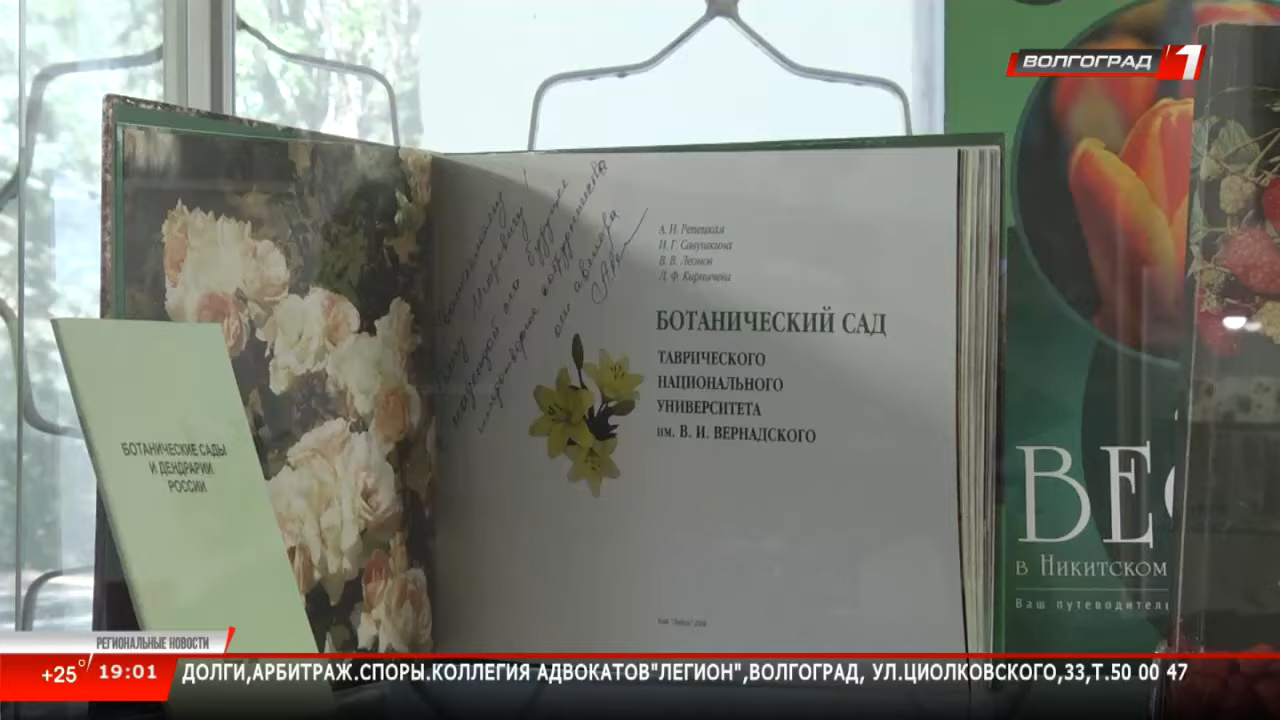 ВОЛГОГРАД 1
А. И. Репецкая
И. Г. Савушкина
В. В. Леонов
Л. Ф. Кирпичева
БОТАНИЧЕСКИЙ САД
ТАВРИЧЕСКОГО
НАЦИОНАЛЬНОГО
УНИВЕРСИТЕТА
им. В. И. ВЕРНАДСКОГО
БОТАНИЧЕСКИЕ САДЫ
И ДЕНДРАРИИ
РОССИИ
ВЕС
в Никитском
Ваш путеводитель
РЕГИОНАЛЬНЫЕ НОВОСТИ
+25° 19:01 ДОЛГИ,АРБИТРАЖ.СПОРЫ.КОЛЛЕГИЯ АДВОКАТОВ"ЛЕГИОН",ВОЛГОГРАД, УЛ.ЦИОЛКОВСКОГО,33,Т.50 00 47